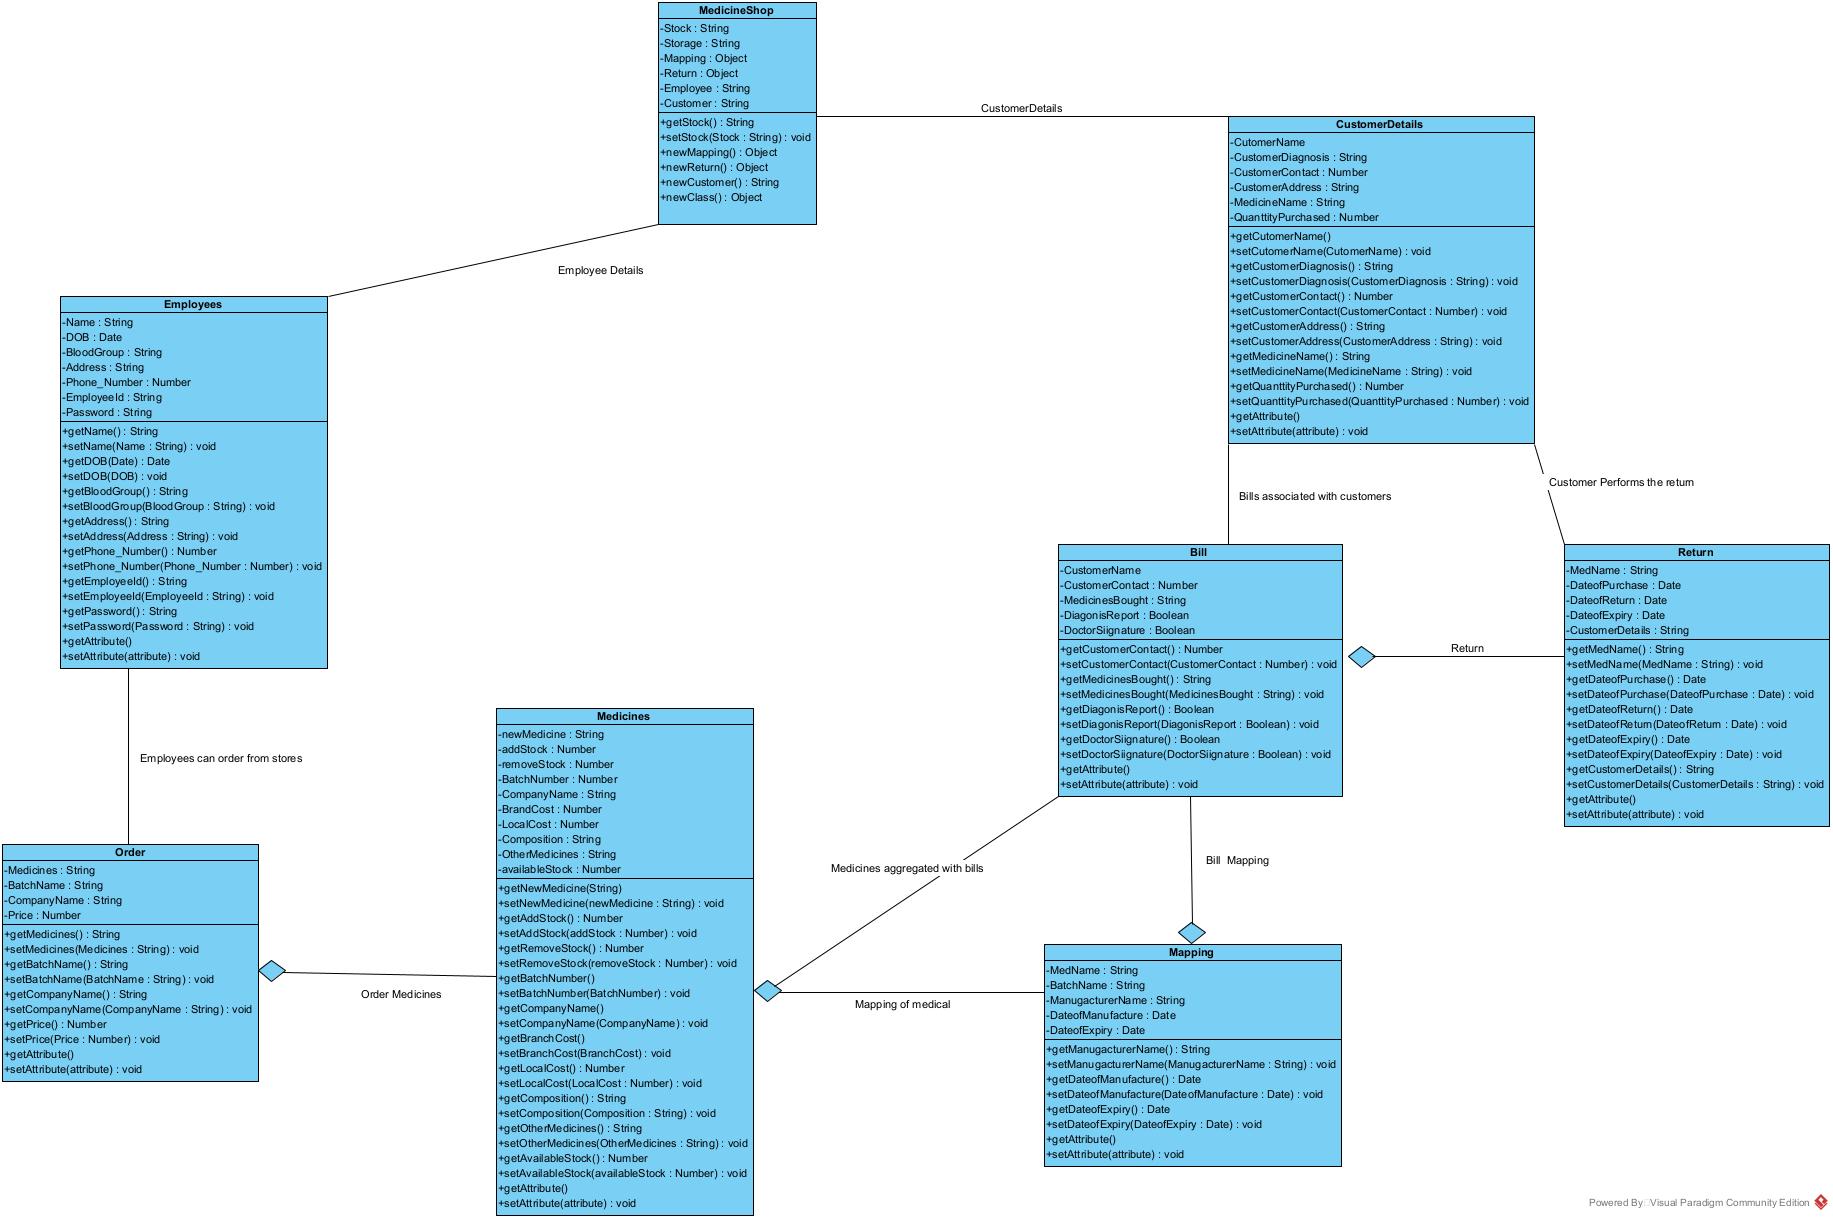 MedicineShop
-Stock : String
-Storage : String
-Mapping : Object
-Return : Object
-Employee : String
-Customer : String
+getStock() : String
+setStock(Stock : String) : void
+newMapping() : Object
+newReturn() : Object
+newCustomer() : String
+newClass() : Object
CustomerDetails
CustomerDetails
-CutomerName
-CustomerDiagnosis : String
-CustomerContact : Number
-CustomerAddress : String
-MedicineName : String
-QuanttityPurchased : Number
+getCutomerName()
+setCutomerName(CutomerName) : void
+getCustomerDiagnosis() : String
+setCustomerDiagnosis(CustomerDiagnosis : String) : void
+getCustomerContact() : Number
+setCustomerContact(CustomerContact : Number) : void
+getCustomerAddress() : String
+setCustomerAddress(CustomerAddress : String) : void
+getMedicineName() : String
+setMedicineName(MedicineName : String) : void
+getQuanttityPurchased() : Number
+setQuanttityPurchased(QuanttityPurchased : Number) : void
+getAttribute()
+setAttribute(attribute) : void
Employee Details
Employees
-Name : String
-DOB : Date
-BloodGroup : String
-Address : String
-Phone_Number : Number
-EmployeeId : String
-Password : String
+getName() : String
+setName(Name : String) : void
+getDOB(Date) : Date
+setDOB(DOB) : void
+getBloodGroup() : String
+setBloodGroup(BloodGroup : String) : void
+getAddress() : String
+setAddress(Address : String) : void
+getPhone_Number() : Number
+setPhone_Number(Phone_Number : Number) : void
+getEmployeeId() : String
+setEmployeeId(EmployeeId : String) : void
+getPassword() : String
+setPassword(Password : String) : void
+getAttribute()
+setAttribute(attribute) : void
Bills associated with customers
Customer Performs the return
Bill
-CustomerName
-CustomerContact : Number
-MedicinesBought : String
-DiagonisReport : Boolean
-DoctorSiignature : Boolean
+getCustomerContact() : Number
+setCustomerContact(CustomerContact : Number) : void
+getMedicinesBought() : String
+setMedicinesBought(MedicinesBought : String) : void
+getDiagonisReport() : Boolean
+setDiagonisReport(DiagonisReport : Boolean) : void
+getDoctorSiignature() : Boolean
+setDoctorSiignature(DoctorSiignature : Boolean) : void
+getAttribute()
+setAttribute(attribute) : void
Return
Return
-MedName : String
-DateofPurchase : Date
-DateofReturn : Date
-DateofExpiry : Date
-CustomerDetails : String
+getMedName() : String
+setMedName(MedName : String) : void
+getDateofPurchase() : Date
+setDateofPurchase(DateofPurchase : Date) : void
+getDateofReturn() : Date
+setDateofReturn(DateofReturn : Date) : void
+getDateofExpiry() : Date
+setDateofExpiry(DateofExpiry : Date) : void
+getCustomerDetails() : String
+setCustomerDetails(CustomerDetails : String) : void
+getAttribute()
+setAttribute(attribute) : void
Employees can order from stores
Order
-Medicines : String
-BatchName : String
-CompanyName : String
-Price : Number
+getMedicines() : String
+setMedicines(Medicines : String) : void
+getBatchName() : String
+setBatchName(BatchName : String) : void
+getCompanyName() : String
+setCompanyName(CompanyName : String) : void
+getPrice() : Number
+setPrice(Price : Number) : void
+getAttribute()
+setAttribute(attribute) : void
Order Medicines
Medicines
-newMedicine : String
-addStock : Number
-removeStock : Number
-BatchNumber : Number
-CompanyName : String
-BrandCost : Number
-LocalCost : Number
-Composition : String
-OtherMedicines : String
-availableStock : Number
+getNewMedicine(String)
+setNewMedicine(newMedicine : String) : void
+getAddStock() : Number
+setAddStock(addStock : Number) : void
+getRemoveStock() : Number
+setRemoveStock(removeStock : Number) : void
+getBatchNumber()
+setBatchNumber(BatchNumber) : void
+getCompanyName()
+setCompanyName(CompanyName) : void
+getBranchCost()
+setBranchCost(BranchCost) : void
+getLocalCost() : Number
+setLocalCost(LocalCost : Number) : void
+getComposition() : String
+setComposition(Composition : String) : void
+getOtherMedicines() : String
+setOtherMedicines(OtherMedicines : String) : void
+getAvailableStock() : Number
+setAvailableStock(availableStock : Number) : void
+getAttribute()
+setAttribute(attribute) : void
Medicines aggregated with bills
Bill Mapping
Mapping of medical
Mapping
-MedName : String
-BatchName : String
-ManugacturerName : String
-DateofManufacture : Date
-DateofExpiry : Date
+getManugacturerName() : String
+setManugacturerName(ManugacturerName : String) : void
+getDateofManufacture() : Date
+setDateofManufacture(DateofManufacture : Date) : void
+getDateofExpiry() : Date
+setDateofExpiry(DateofExpiry : Date) : void
+getAttribute()
+setAttribute(attribute) : void
Powered By Visual Paradigm Community Edition